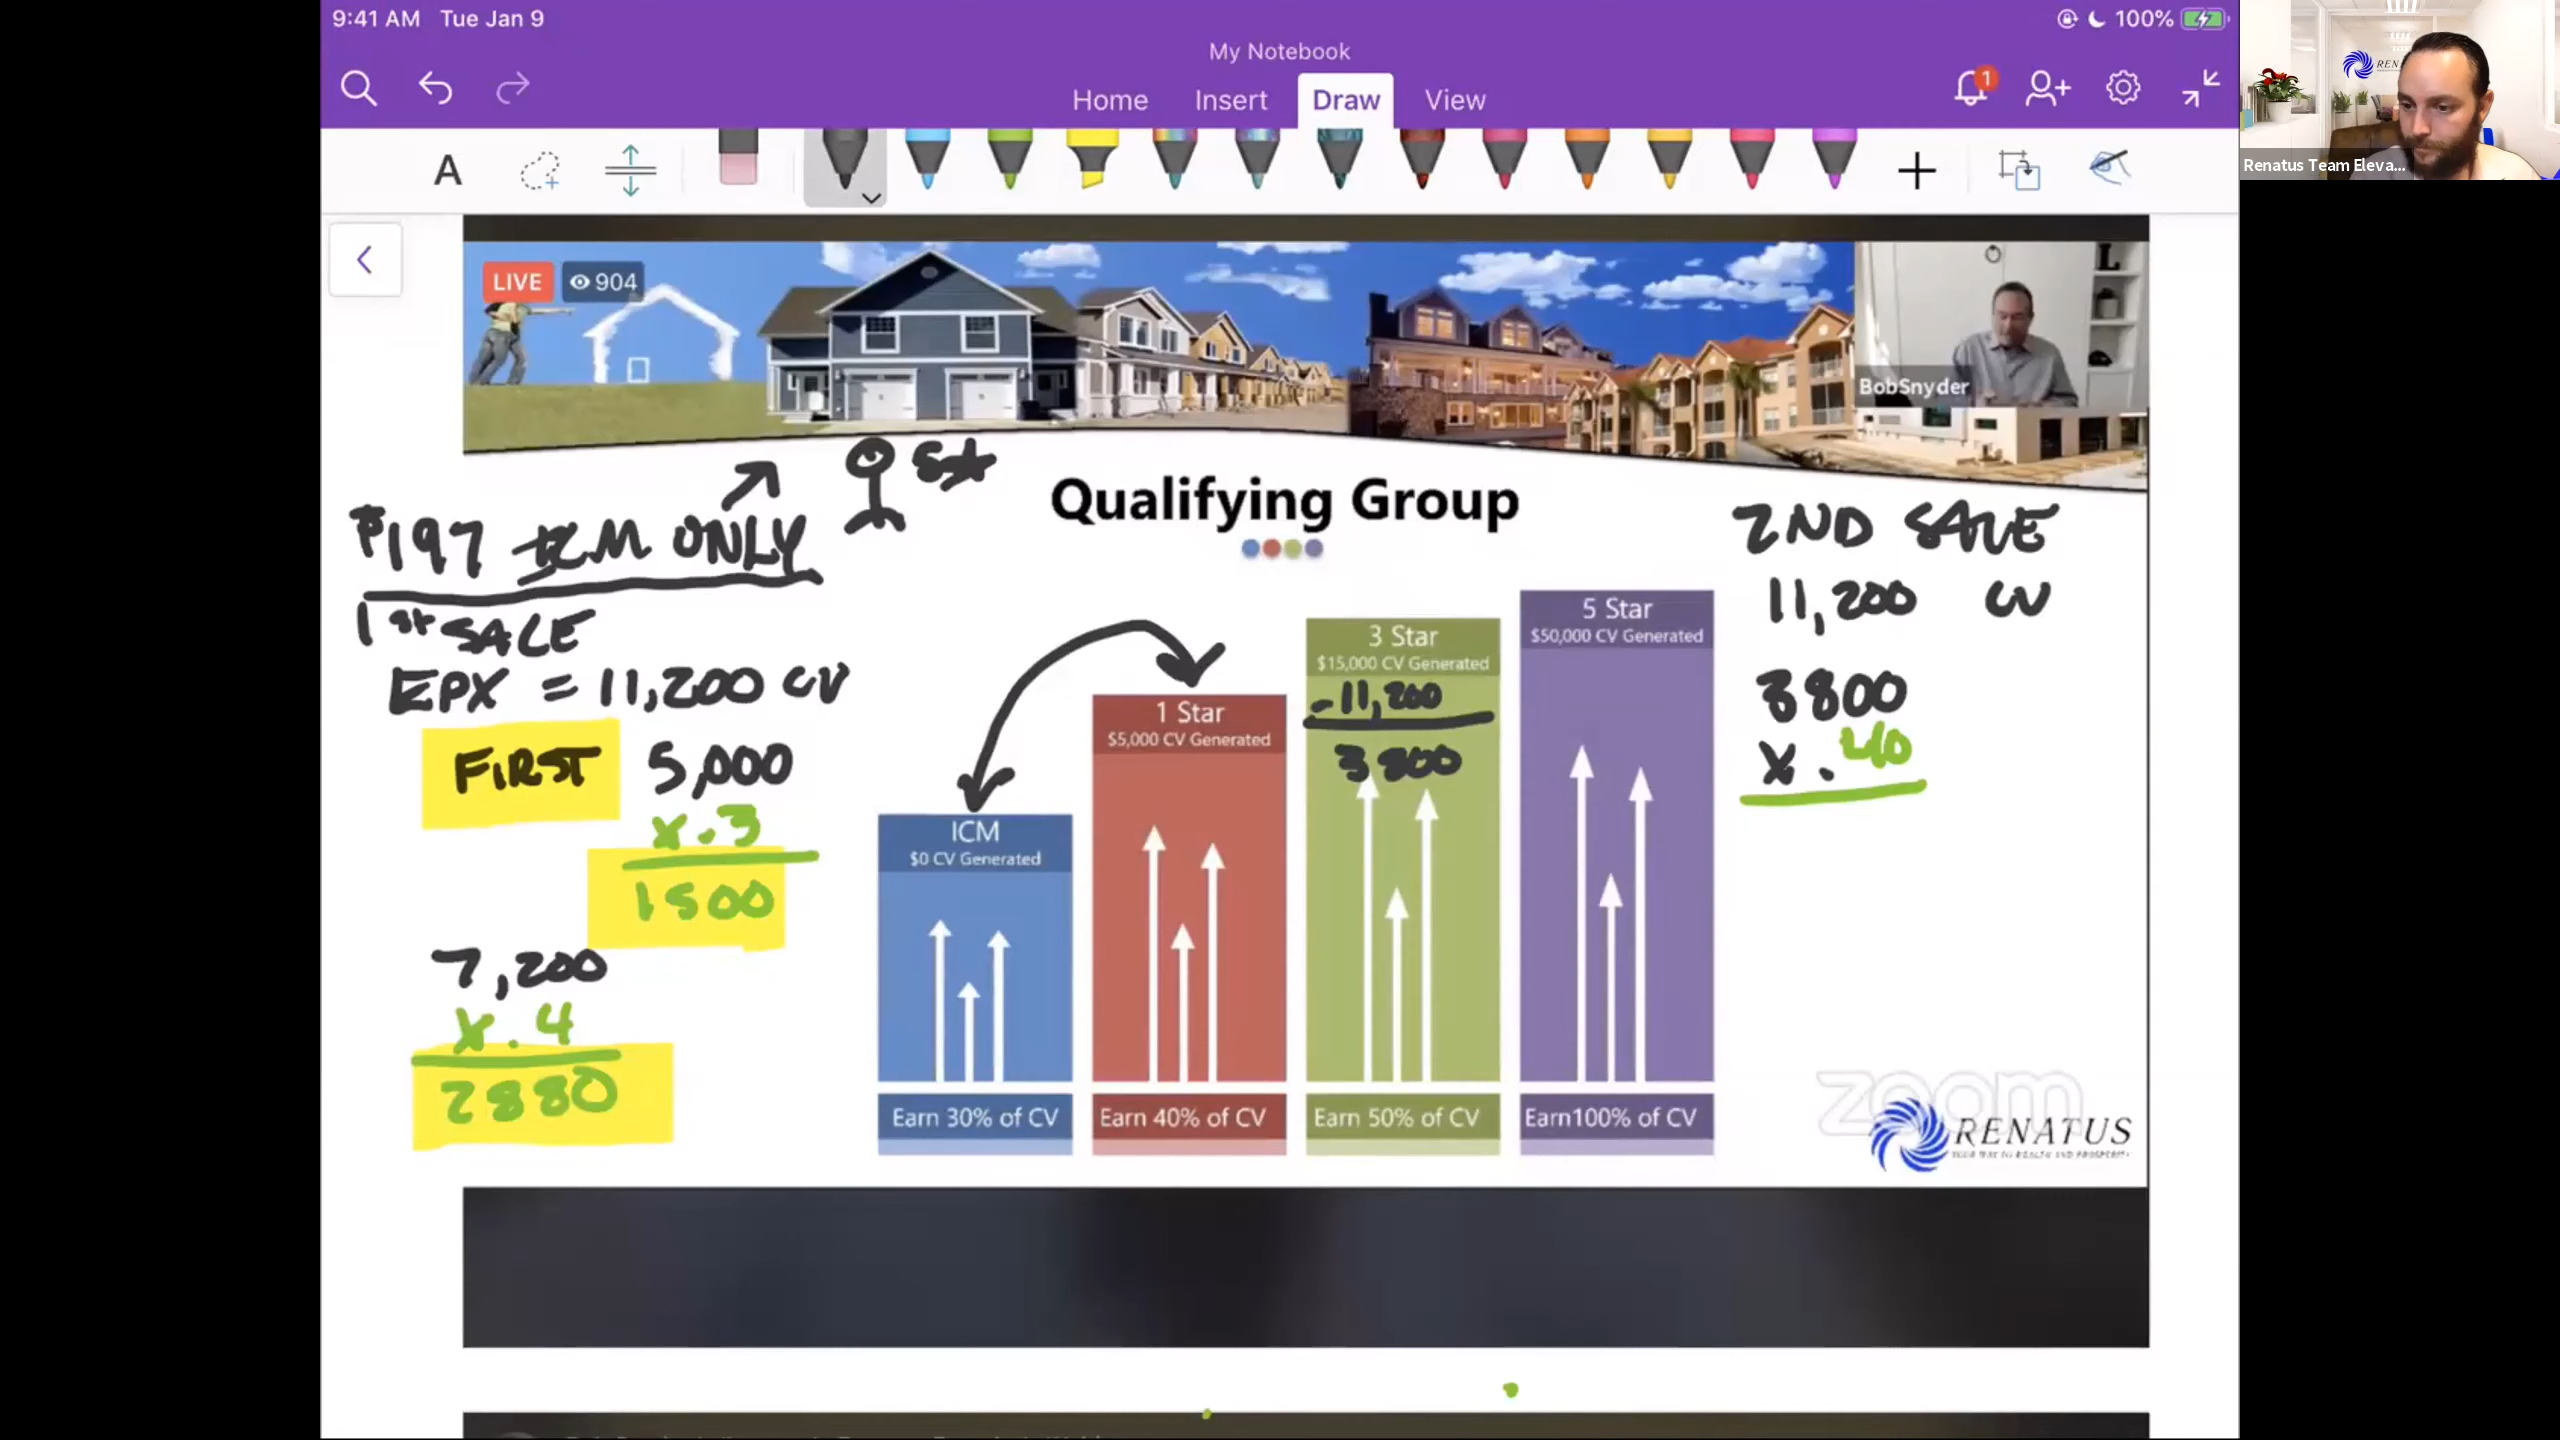 9:41 AM Tue Jan 9
100%
My Notebook
Home Insert Draw View
1
A
Renatus Team Eleva...
LIVE 904
BobSnyder
$197 ICM ONLY
Qualifying Group
1st SALE
EPX = 11,200 CV
FIRST 5,000
x.3
1500
7,200
x.4
2880
ICM
$0 CV Generated
Earn 30% of CV
1 Star
$5,000 CV Generated
Earn 40% of CV
3 Star
$15,000 CV Generated
-11,200
3800
Earn 50% of CV
5 Star
$50,000 CV Generated
Earn100% of CV
2ND SALE
11,200 CV
3800
x.40
zoom
RENATUS